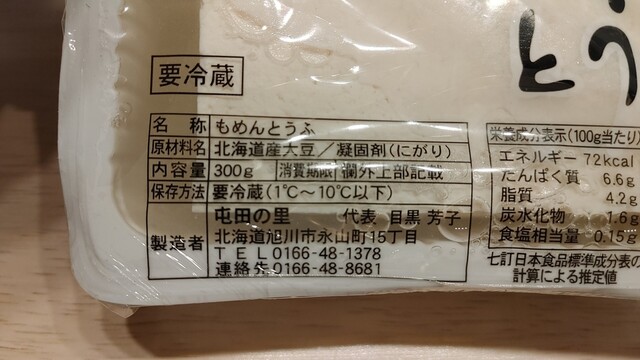 とう
要冷蔵
名 称 もめんとうふ
原材料名 北海道産大豆/凝固剤(にがり)
内容量 300g 消費期限 欄外上部記載
保存方法 要冷蔵(1℃〜10℃以下)
製造者 屯田の里 代表 目黒 芳子
北海道旭川市永山町15丁目
TEL0166-48-1378
連絡先0166-48-8681
栄養成分表示(100g当たり)
エネルギー 72kcal
たんぱく質 6.6g
脂質 4.2g
炭水化物 1.6g
食塩相当量 0.15g
七訂日本食品標準成分表の
計算による推定値